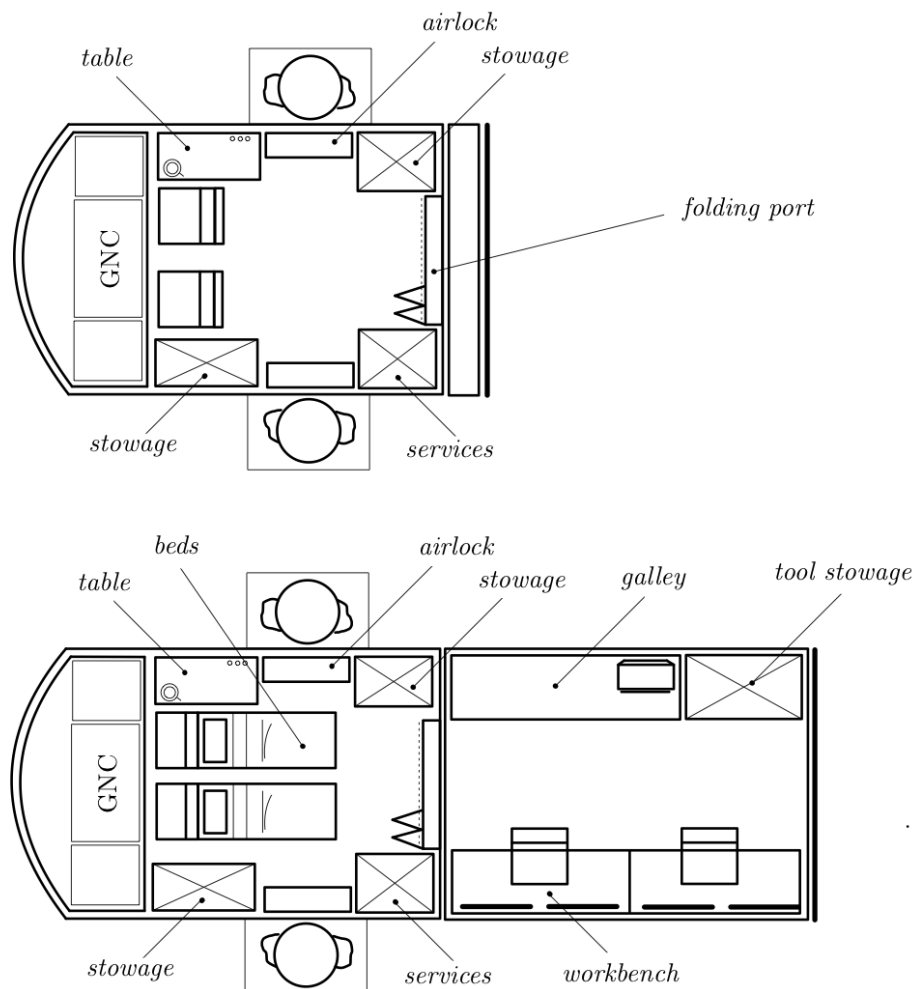 airlock
table
stowage
folding port
GNC
stowage
services
beds
airlock
table
stowage
galley
tool stowage
GNC
stowage
services
workbench
.